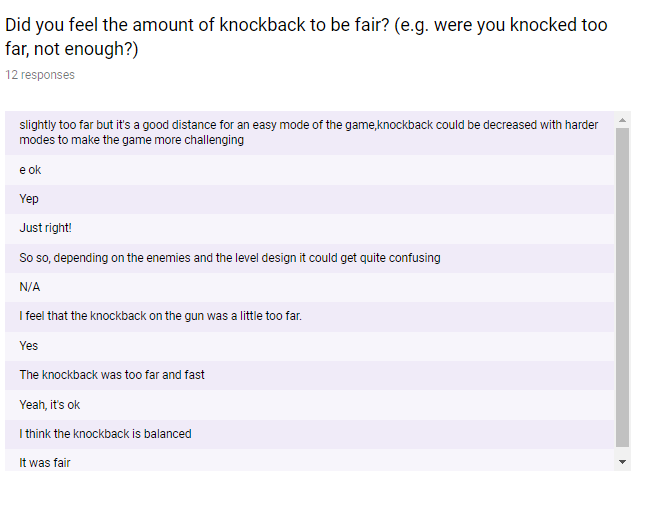 Did you feel the amount of knockback to be fair? (e.g. were you knocked too
far, not enough?)
12 responses
slightly too far but it's a good distance for an easy mode of the game,knockback could be decreased with harder
modes to make the game more challenging
e ok
Yep
Just right!
So so, depending on the enemies and the level design it could get quite confusing
N/A
I feel that the knockback on the gun was a little too far.
Yes
The knockback was too far and fast
Yeah, it's ok
I think the knockback is balanced
It was fair